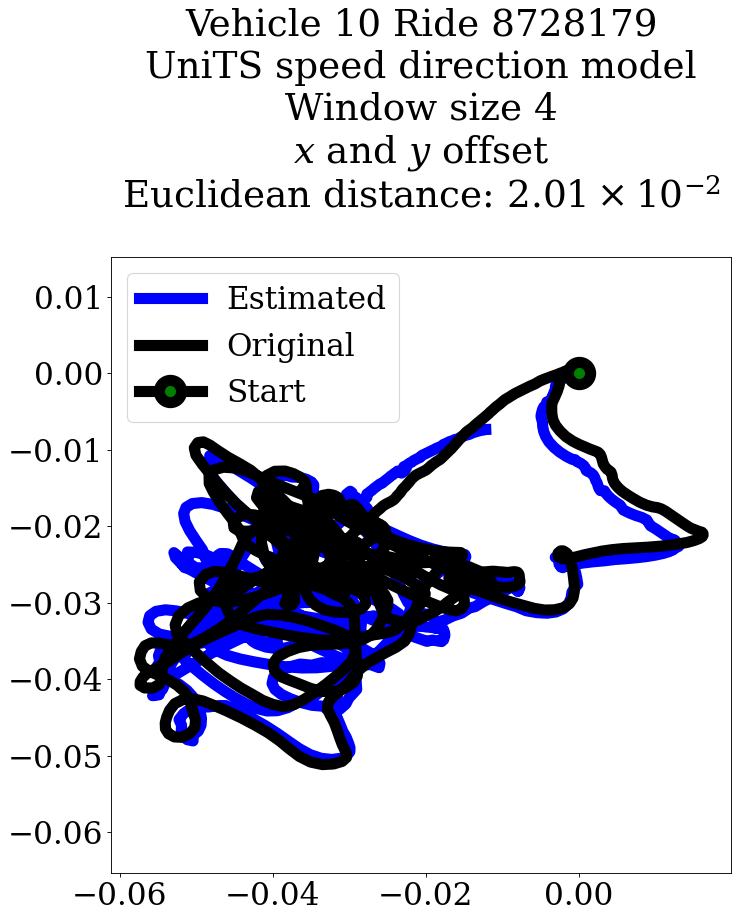 Vehicle 10 Ride 8728179
UniTS speed direction model
Window size 4
x and y offset
Euclidean distance: 2.01 × 10⁻²
Estimated
Original
Start
0.01
0.00
−0.01
−0.02
−0.03
−0.04
−0.05
−0.06
−0.06 −0.04 −0.02 0.00